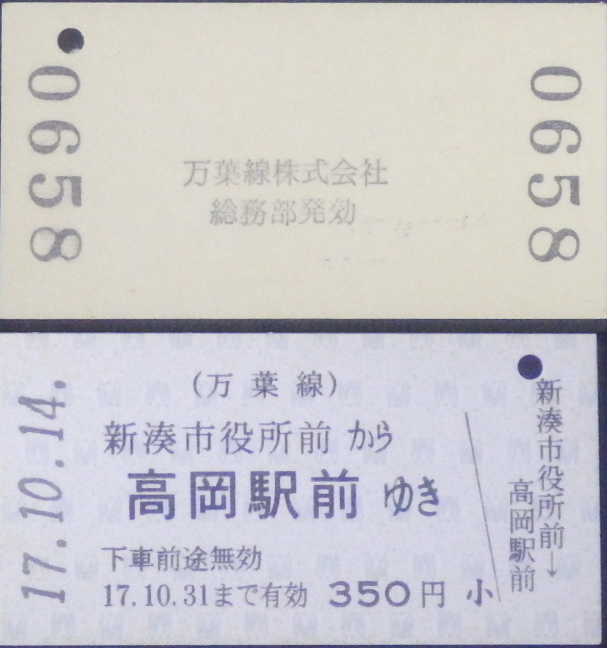 0658
万葉線株式会社
総務部発効
0658
17.10.14.
(万葉線)
新湊市役所前から
高岡駅前ゆき
下車前途無効
17.10.31まで有効 350円 小
新湊市役所前→
高岡駅前